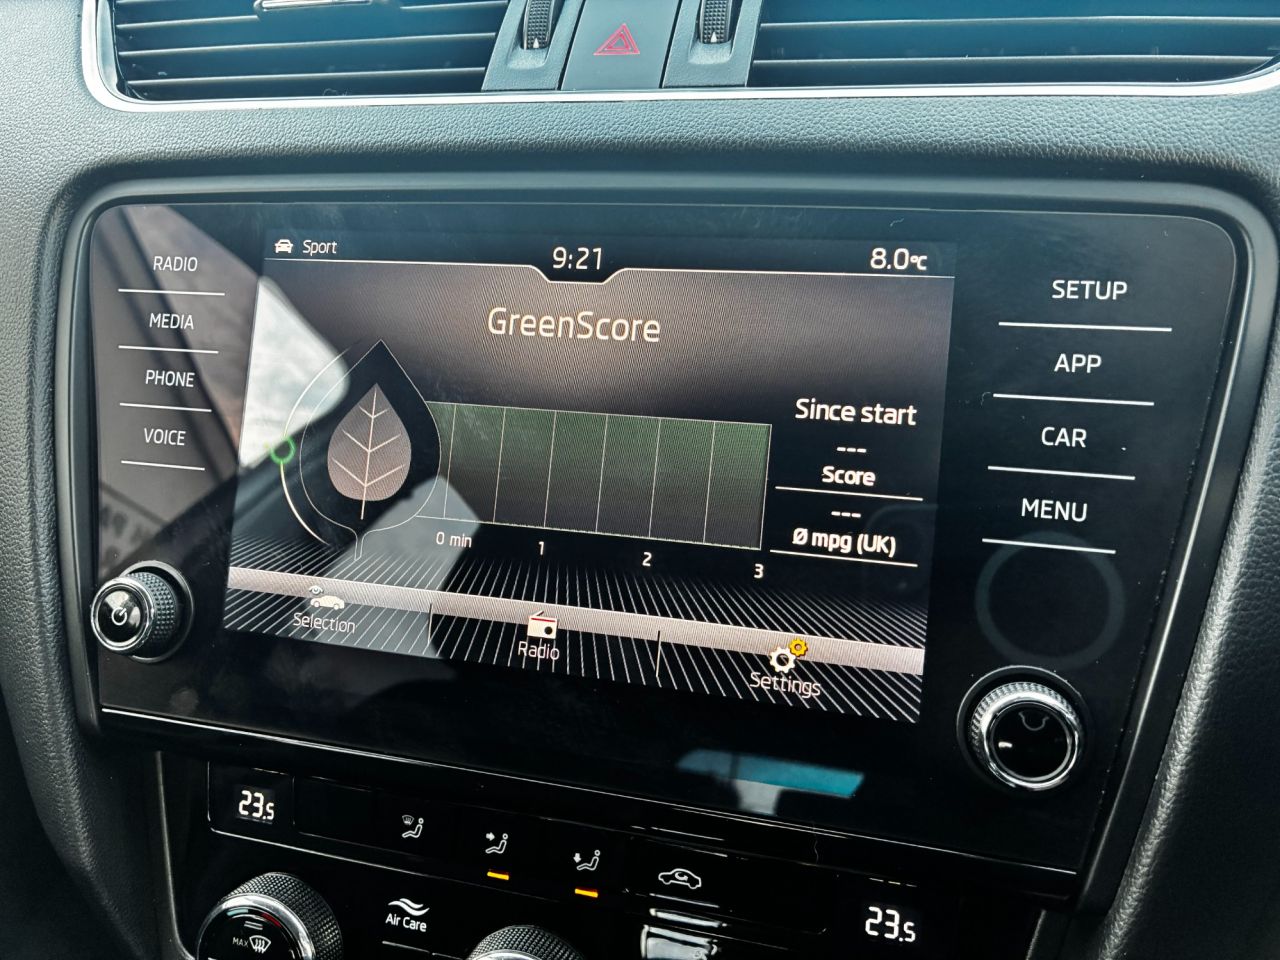 Sport 9:21 8.0°C
RADIO
MEDIA
PHONE
VOICE
GreenScore
Since start
---
Score
---
Ø mpg (UK)
0 min 1 2 3
Selection Radio Settings
SETUP
APP
CAR
MENU
23.5
23.5
Air Care
MAX